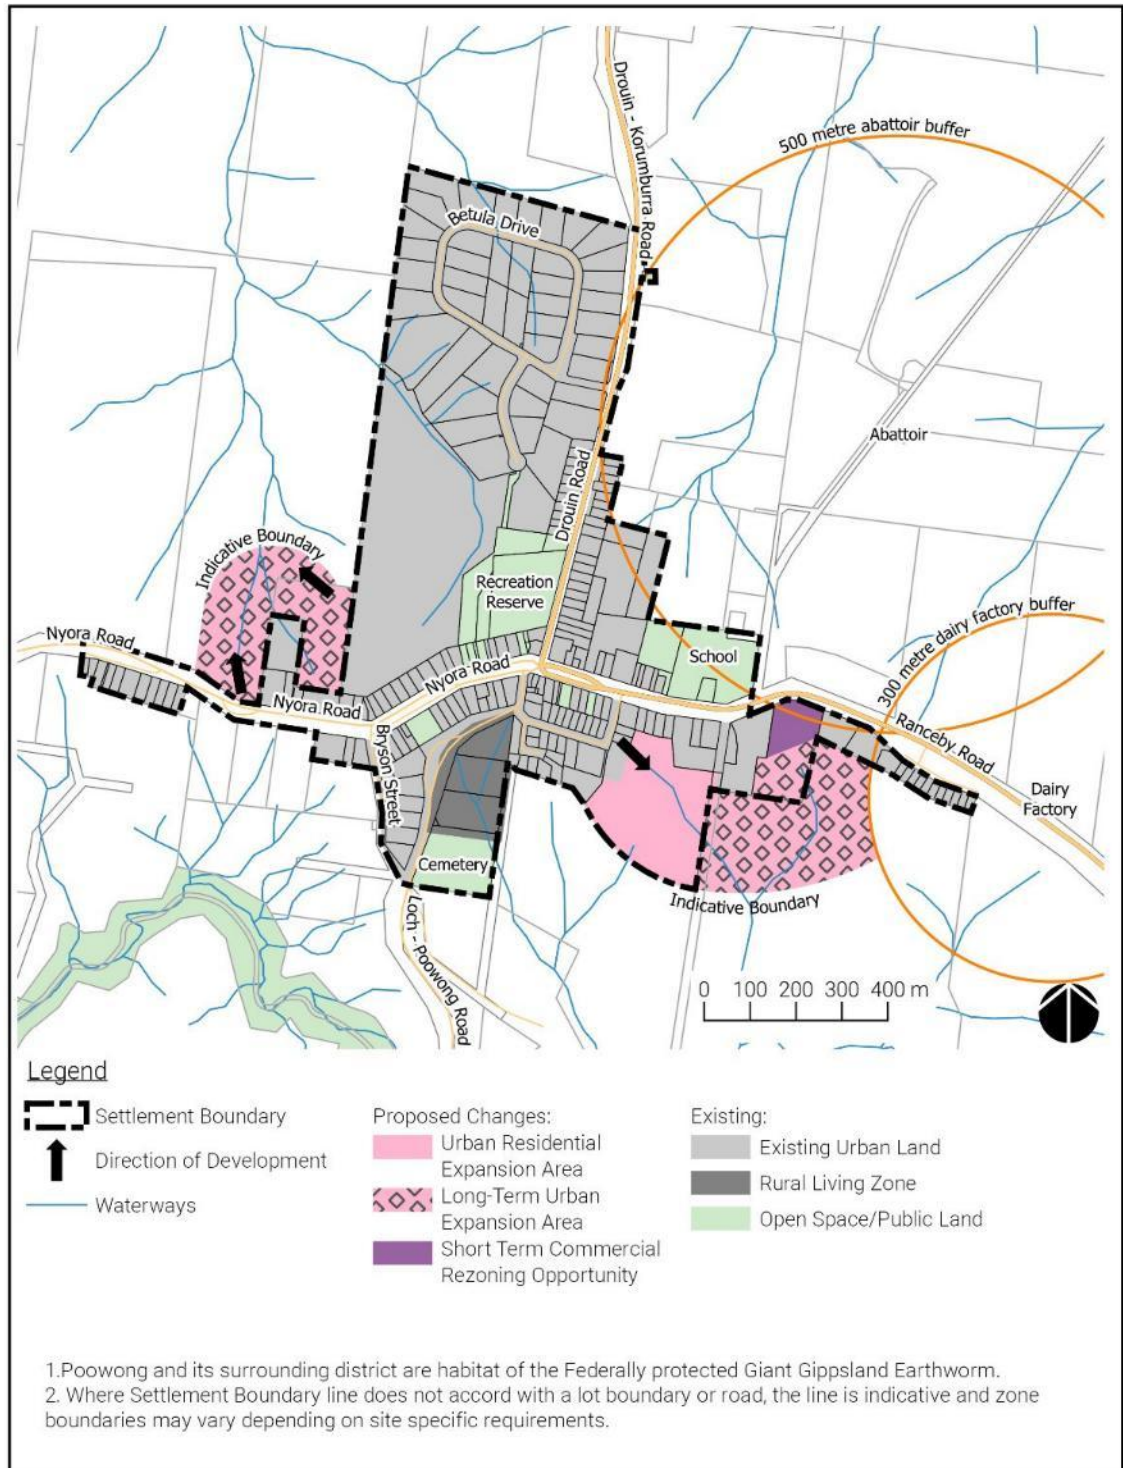 Drouin - Korumburra Road
500 metre abattoir buffer
Betula Drive
Abattoir
Drouin Road
Indicative Boundary
Recreation
Reserve
300 metre dairy factory buffer
Nyora Road
School
Nyora Road
Nyora Road
Ranceby Road
Bryson Street
Dairy
Factory
Cemetery
Indicative Boundary
Loch - Poowong Road
0 100 200 300 400 m
Legend
Settlement Boundary
Direction of Development
Waterways
Proposed Changes:
Urban Residential
Expansion Area
Long-Term Urban
Expansion Area
Short Term Commercial
Rezoning Opportunity
Existing:
Existing Urban Land
Rural Living Zone
Open Space/Public Land
1.Poowong and its surrounding district are habitat of the Federally protected Giant Gippsland Earthworm.
2. Where Settlement Boundary line does not accord with a lot boundary or road, the line is indicative and zone
boundaries may vary depending on site specific requirements.